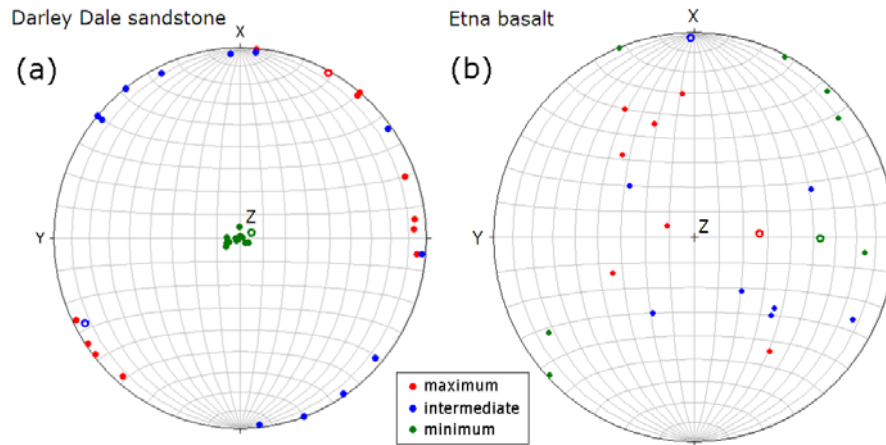 Darley Dale sandstone
Etna basalt
(a)
X
Y
Z
(b)
X
Y
Z
maximum
intermediate
minimum